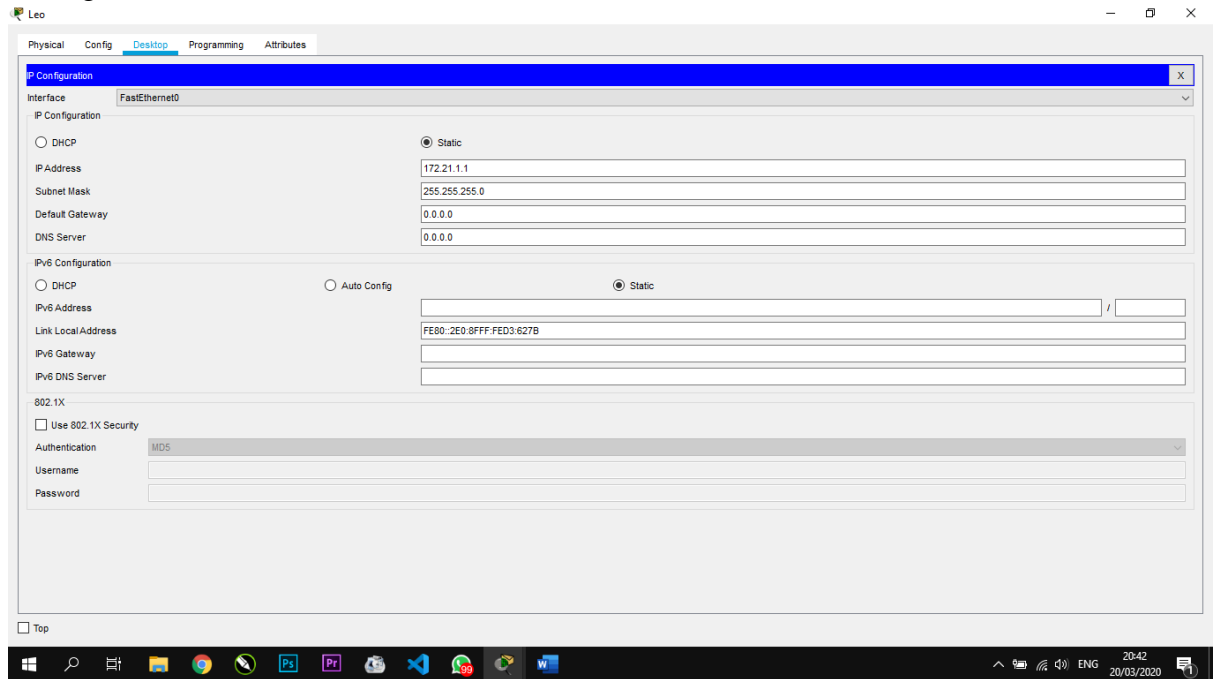 Leo
Physical Config Desktop Programming Attributes
IP Configuration X
Interface FastEthernet0
IP Configuration
DHCP Static
IP Address 172.21.1.1
Subnet Mask 255.255.255.0
Default Gateway 0.0.0.0
DNS Server 0.0.0.0
IPv6 Configuration
DHCP Auto Config Static
IPv6 Address /
Link Local Address FE80::2E0:8FFF:FED3:627B
IPv6 Gateway
IPv6 DNS Server
802.1X
Use 802.1X Security
Authentication MD5
Username
Password
Top
Ps Pr 99 W ENG 20:42
20/03/2020 1